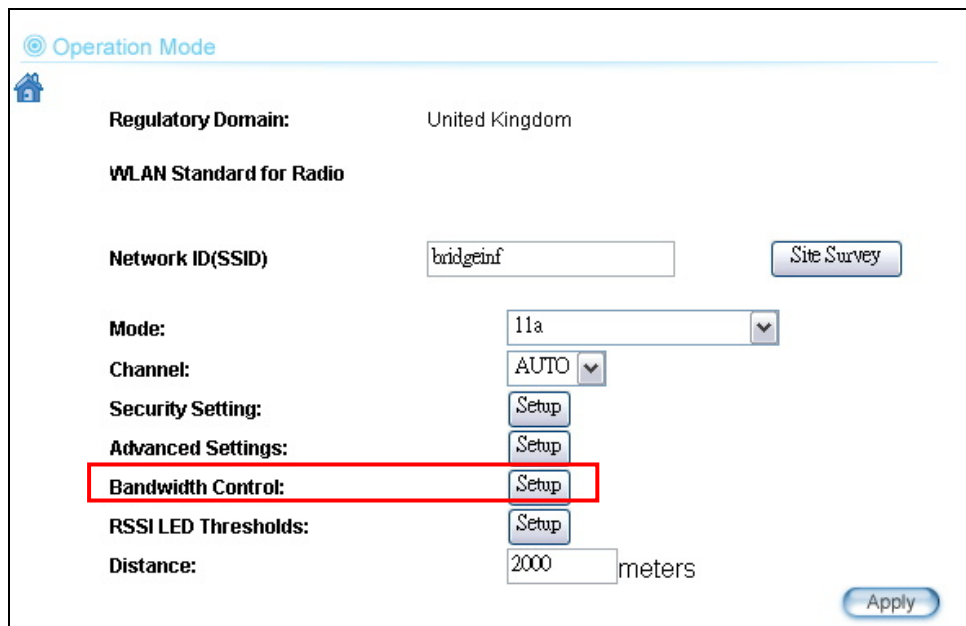 Operation Mode
Regulatory Domain: United Kingdom
WLAN Standard for Radio
Network ID(SSID) bridgeinf Site Survey
Mode: 11a
Channel: AUTO
Security Setting: Setup
Advanced Settings: Setup
Bandwidth Control: Setup
RSSI LED Thresholds: Setup
Distance: 2000 meters
Apply